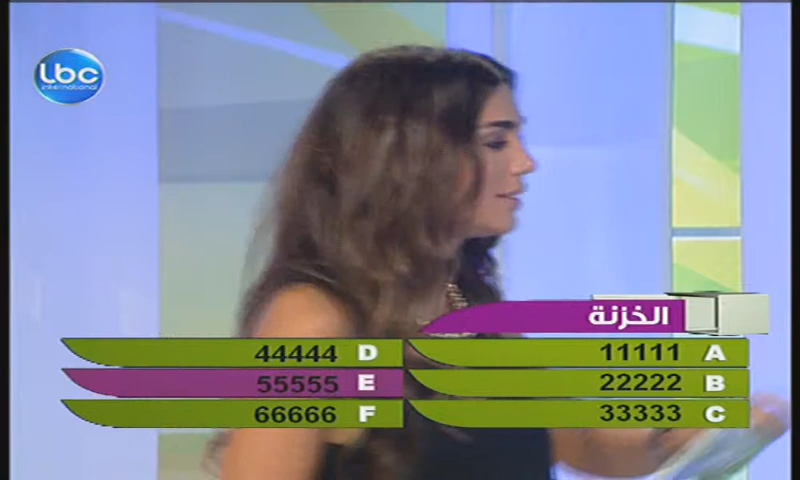 lbc
international
الخزنة
A 11111
B 22222
C 33333
D 44444
E 55555
F 66666